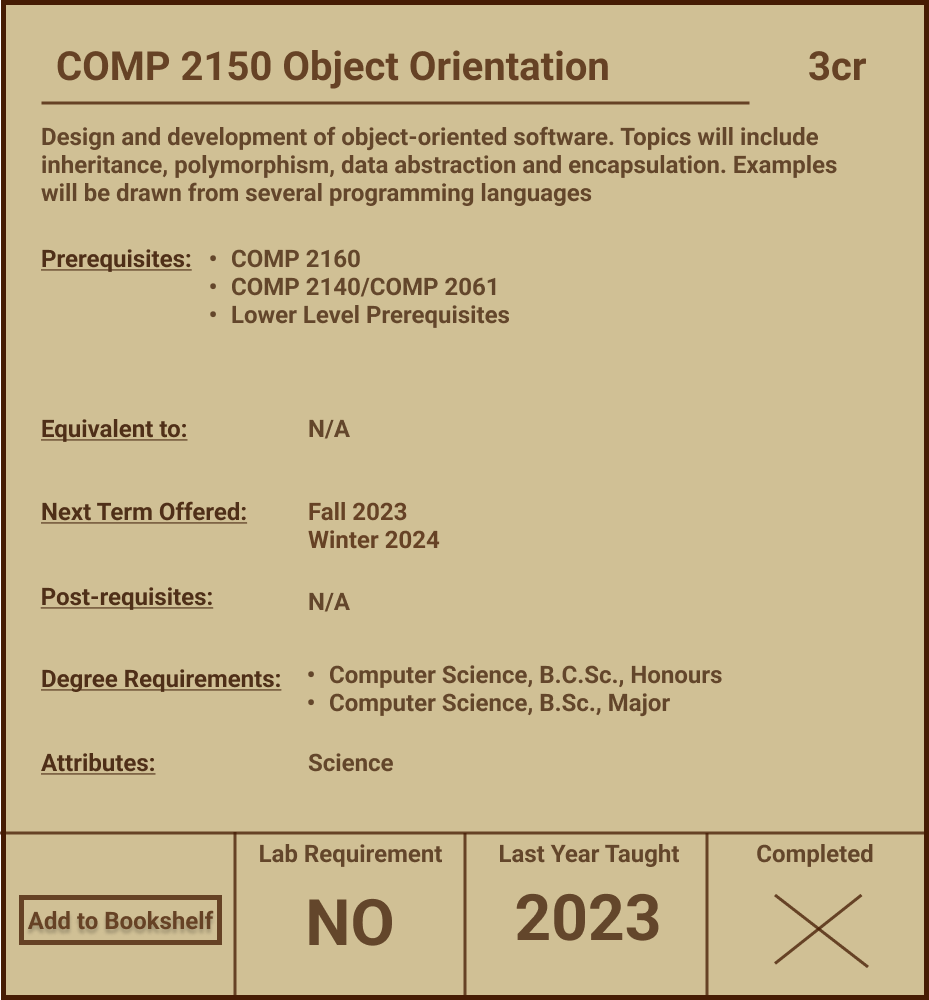 COMP 2150 Object Orientation 3cr
Design and development of object-oriented software. Topics will include
inheritance, polymorphism, data abstraction and encapsulation. Examples
will be drawn from several programming languages
Prerequisites: • COMP 2160
• COMP 2140/COMP 2061
• Lower Level Prerequisites
Equivalent to: N/A
Next Term Offered: Fall 2023
Winter 2024
Post-requisites: N/A
Degree Requirements: • Computer Science, B.C.Sc., Honours
• Computer Science, B.Sc., Major
Attributes: Science
Add to Bookshelf
Lab Requirement
NO
Last Year Taught
2023
Completed